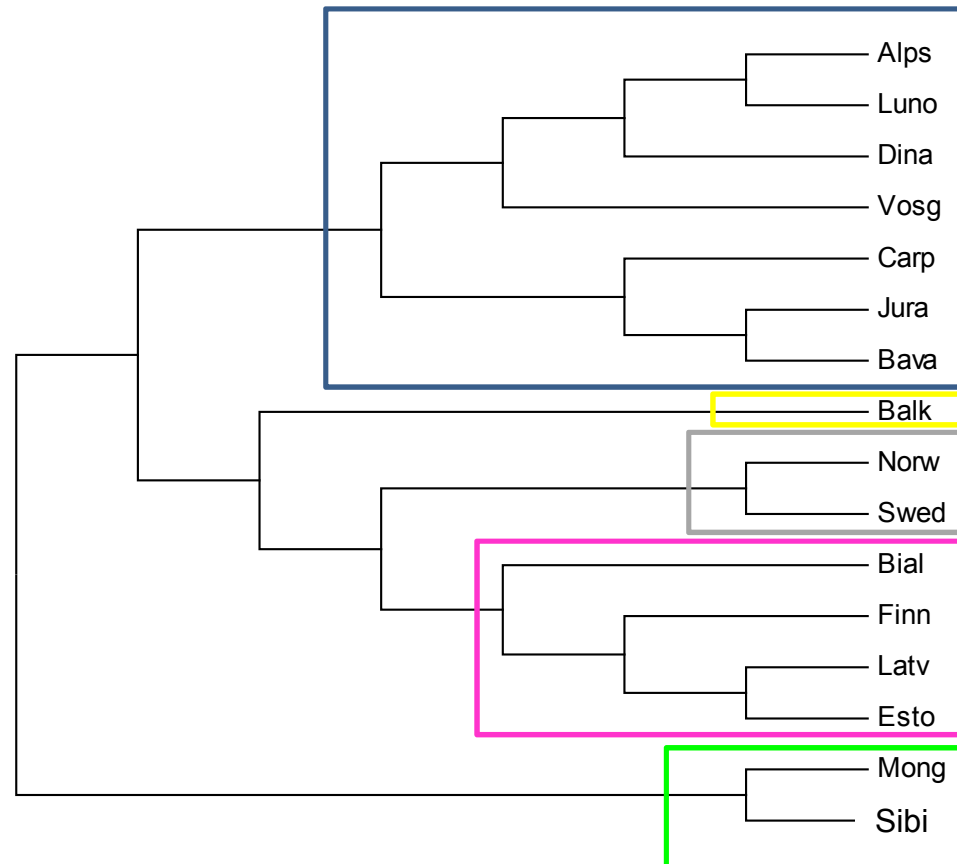 Alps
Luno
Dina
Vosg
Carp
Jura
Bava
Balk
Norw
Swed
Bial
Finn
Latv
Esto
Mong
Sibi